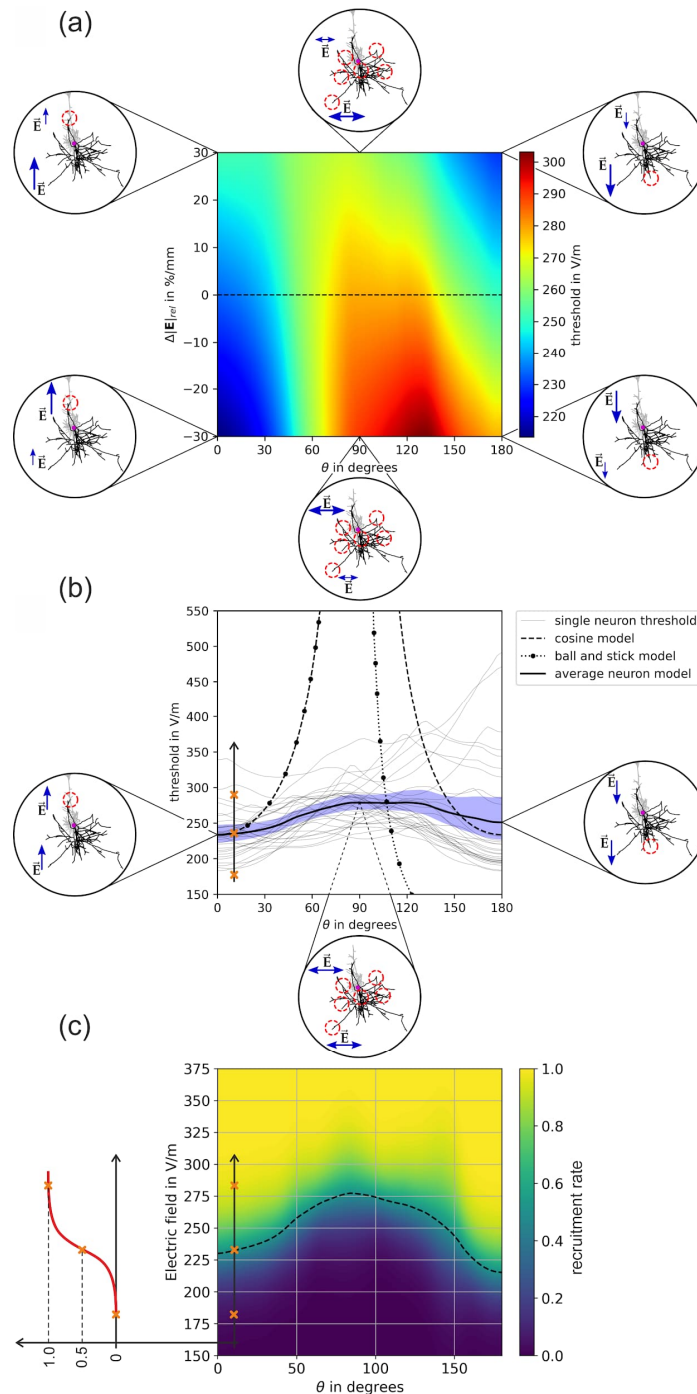 (a)
E
E
E
E
E
E
30
20
10
0
−10
−20
−30
Δ|E|rel in %/mm
0 30 60 90 120 150 180
θ in degrees
300
290
280
270
260
250
240
230
220
threshold in V/m
E
E
E
E
E
E
(b)
550
500
450
400
350
300
250
200
150
threshold in V/m
0 30 60 90 120 150 180
θ in degrees
single neuron threshold
cosine model
ball and stick model
average neuron model
E
E
E
E
E
E
(c)
375
350
325
300
275
250
225
200
175
150
Electric field in V/m
0 50 100 150
θ in degrees
1.0
0.8
0.6
0.4
0.2
0.0
recruitment rate
1.0
0.5
0